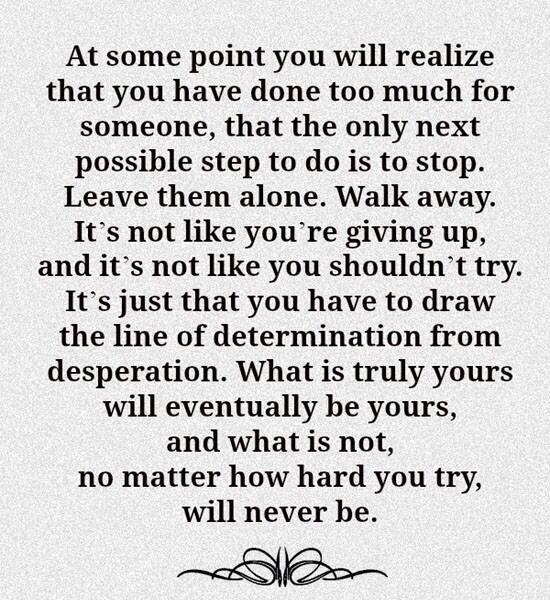 At some point you will realize
that you have done too much for
someone, that the only next
possible step to do is to stop.
Leave them alone. Walk away.
It’s not like you’re giving up,
and it’s not like you shouldn’t try.
It’s just that you have to draw
the line of determination from
desperation. What is truly yours
will eventually be yours,
and what is not,
no matter how hard you try,
will never be.